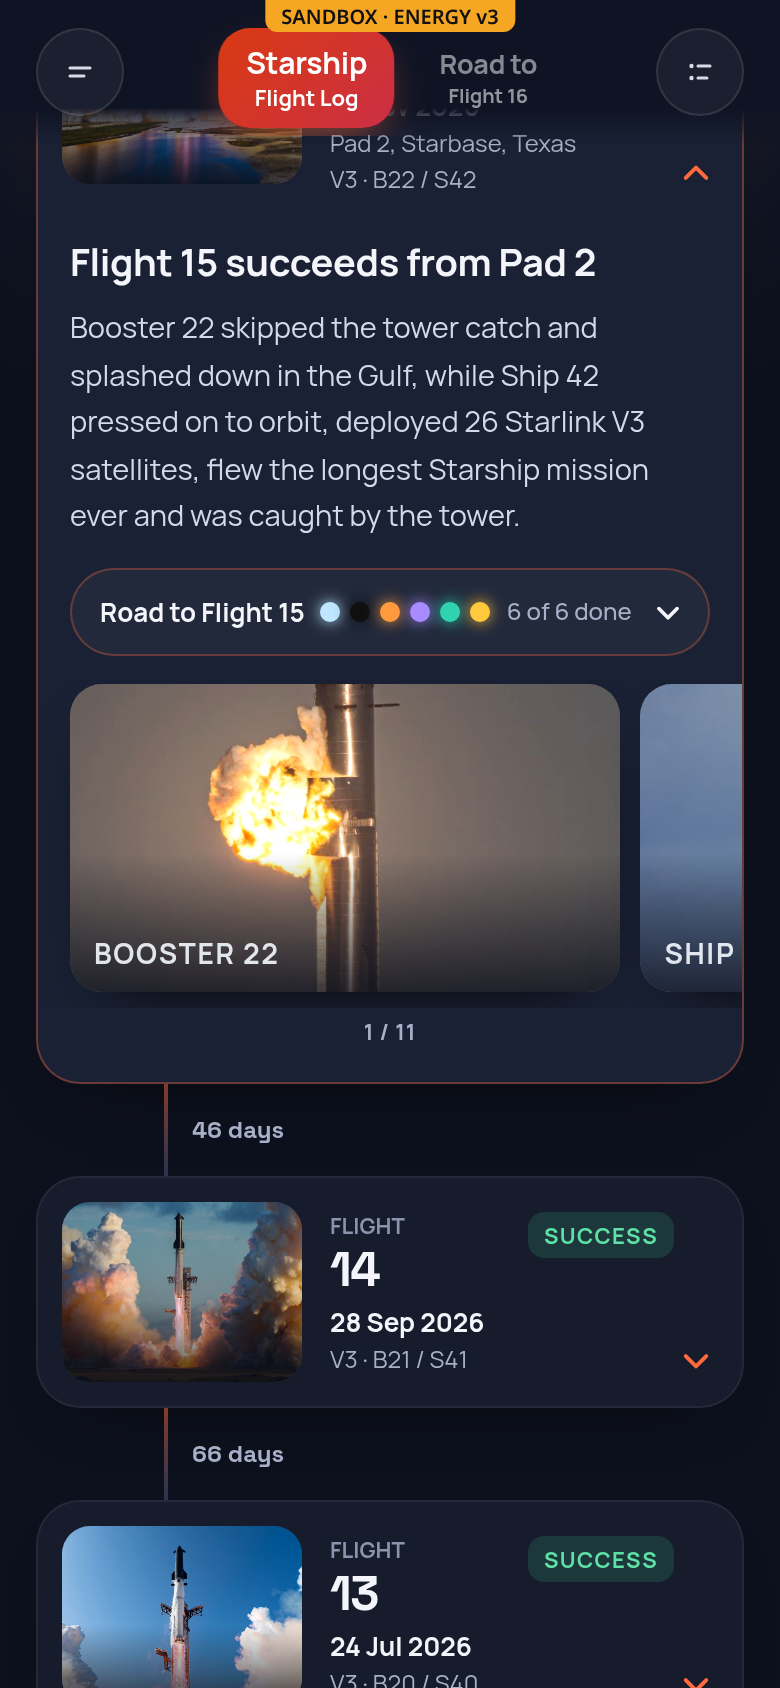 SANDBOX · ENERGY v3
Starship
Flight Log
Road to
Flight 16
Pad 2, Starbase, Texas
V3 · B22 / S42
Flight 15 succeeds from Pad 2
Booster 22 skipped the tower catch and
splashed down in the Gulf, while Ship 42
pressed on to orbit, deployed 26 Starlink V3
satellites, flew the longest Starship mission
ever and was caught by the tower.
Road to Flight 15
6 of 6 done
BOOSTER 22
SHIP
1 / 11
46 days
FLIGHT
SUCCESS
14
28 Sep 2026
V3 · B21 / S41
66 days
FLIGHT
SUCCESS
13
24 Jul 2026
V3 · B20 / S40